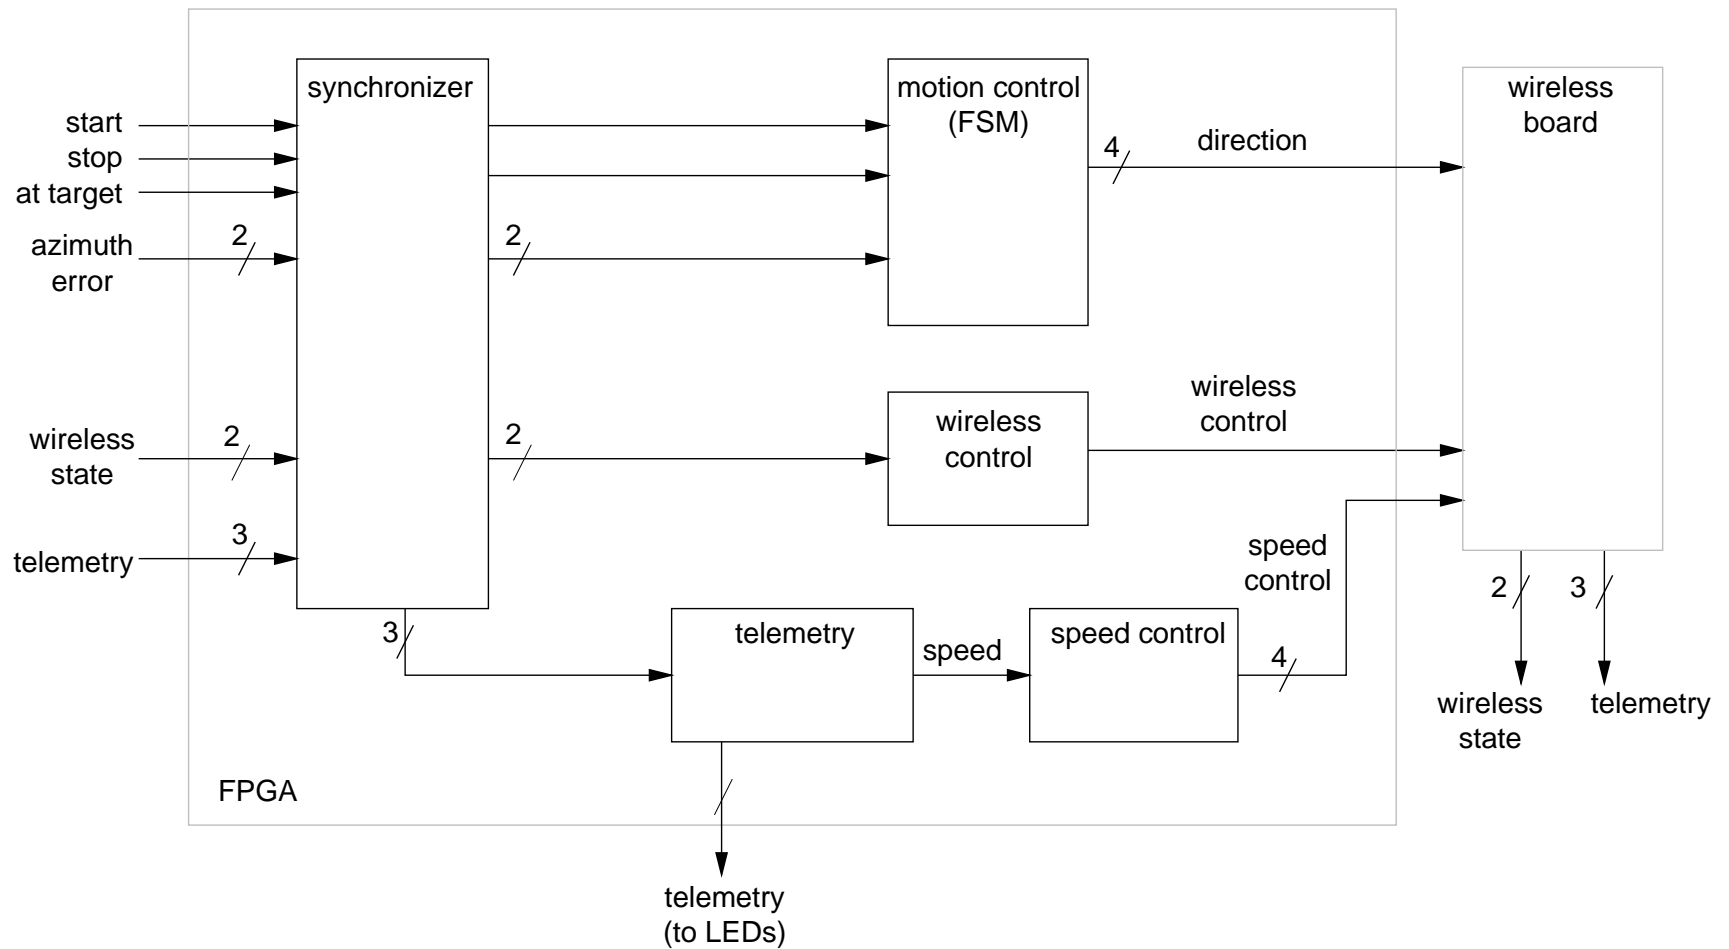 synchronizer
motion control
(FSM)
wireless
board
start
stop
at target
4
direction
azimuth
error
2
2
wireless
control
wireless
control
wireless
state
2
2
telemetry
3
speed
control
2
3
3
telemetry
speed
speed control
4
wireless
state
telemetry
FPGA
telemetry
(to LEDs)